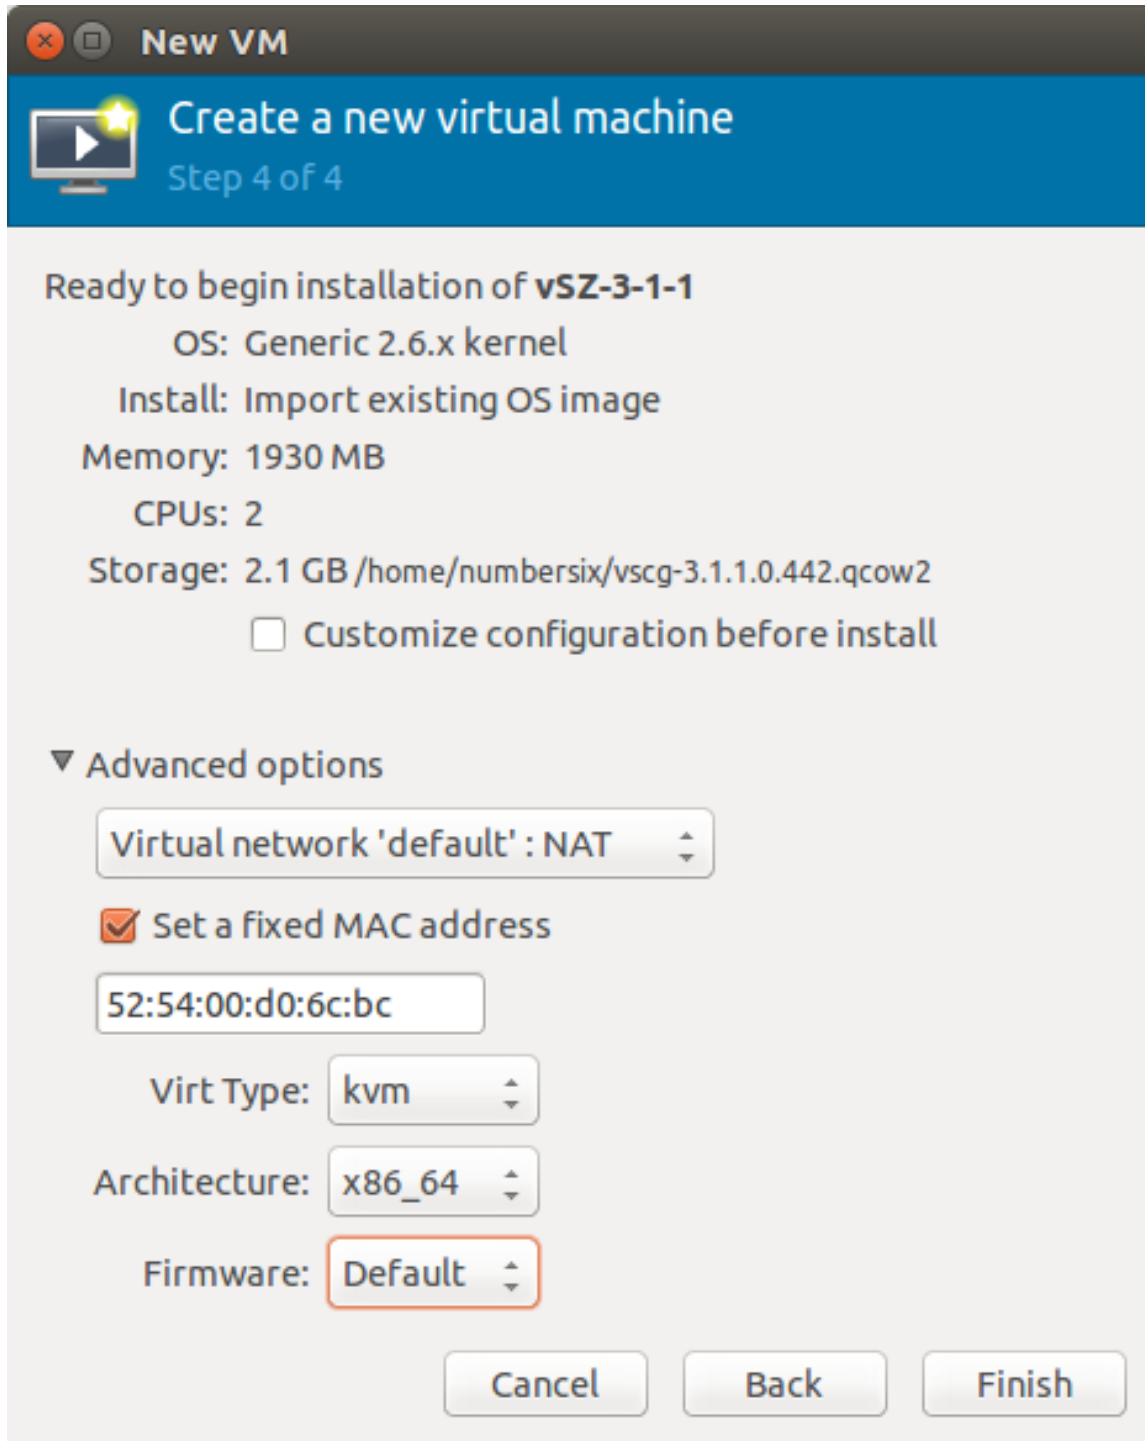 New VM
Create a new virtual machine
Step 4 of 4
Ready to begin installation of vSZ-3-1-1
OS: Generic 2.6.x kernel
Install: Import existing OS image
Memory: 1930 MB
CPUs: 2
Storage: 2.1 GB /home/numbersix/vscg-3.1.1.0.442.qcow2
Customize configuration before install
Advanced options
Virtual network 'default' : NAT
Set a fixed MAC address
52:54:00:d0:6c:bc
Virt Type: kvm
Architecture: x86_64
Firmware: Default
Cancel Back Finish